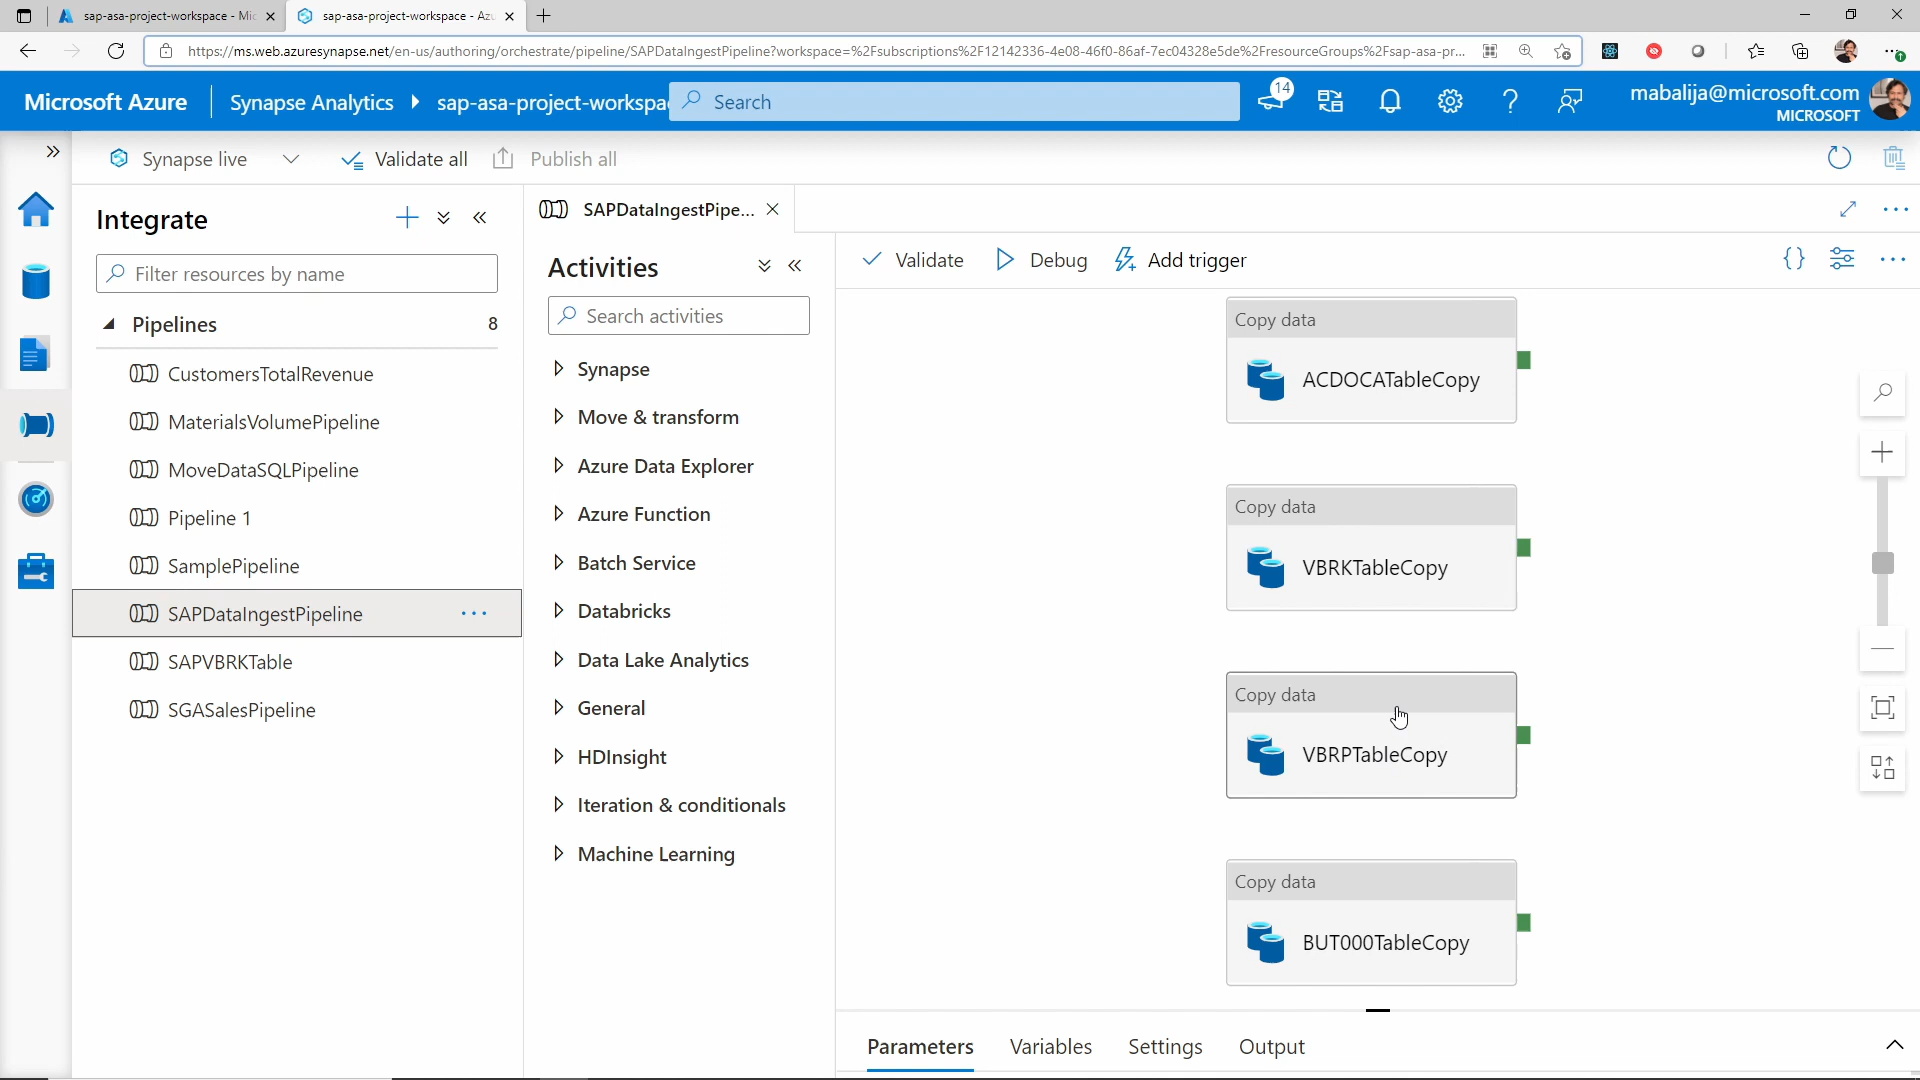 sap-asa-project-workspace - Mic
sap-asa-project-workspace - Azu
https://ms.web.azuresynapse.net/en-us/authoring/orchestrate/pipeline/SAPDataIngestPipeline?workspace=%2Fsubscriptions%2F12142336-4e08-46f0-86af-7ec04328e5de%2FresourceGroups%2Fsap-asa-pr...
Microsoft Azure
Synapse Analytics
sap-asa-project-workspa
Search
14
mabalija@microsoft.com
MICROSOFT
Synapse live
Validate all
Publish all
Integrate
Filter resources by name
Pipelines 8
CustomersTotalRevenue
MaterialsVolumePipeline
MoveDataSQLPipeline
Pipeline 1
SamplePipeline
SAPDataIngestPipeline
SAPVBRKTable
SGASalesPipeline
SAPDataIngestPipe...
Activities
Search activities
Synapse
Move & transform
Azure Data Explorer
Azure Function
Batch Service
Databricks
Data Lake Analytics
General
HDInsight
Iteration & conditionals
Machine Learning
Validate
Debug
Add trigger
Copy data
ACDOCATableCopy
Copy data
VBRKTableCopy
Copy data
VBRPTableCopy
Copy data
BUT000TableCopy
Parameters
Variables
Settings
Output